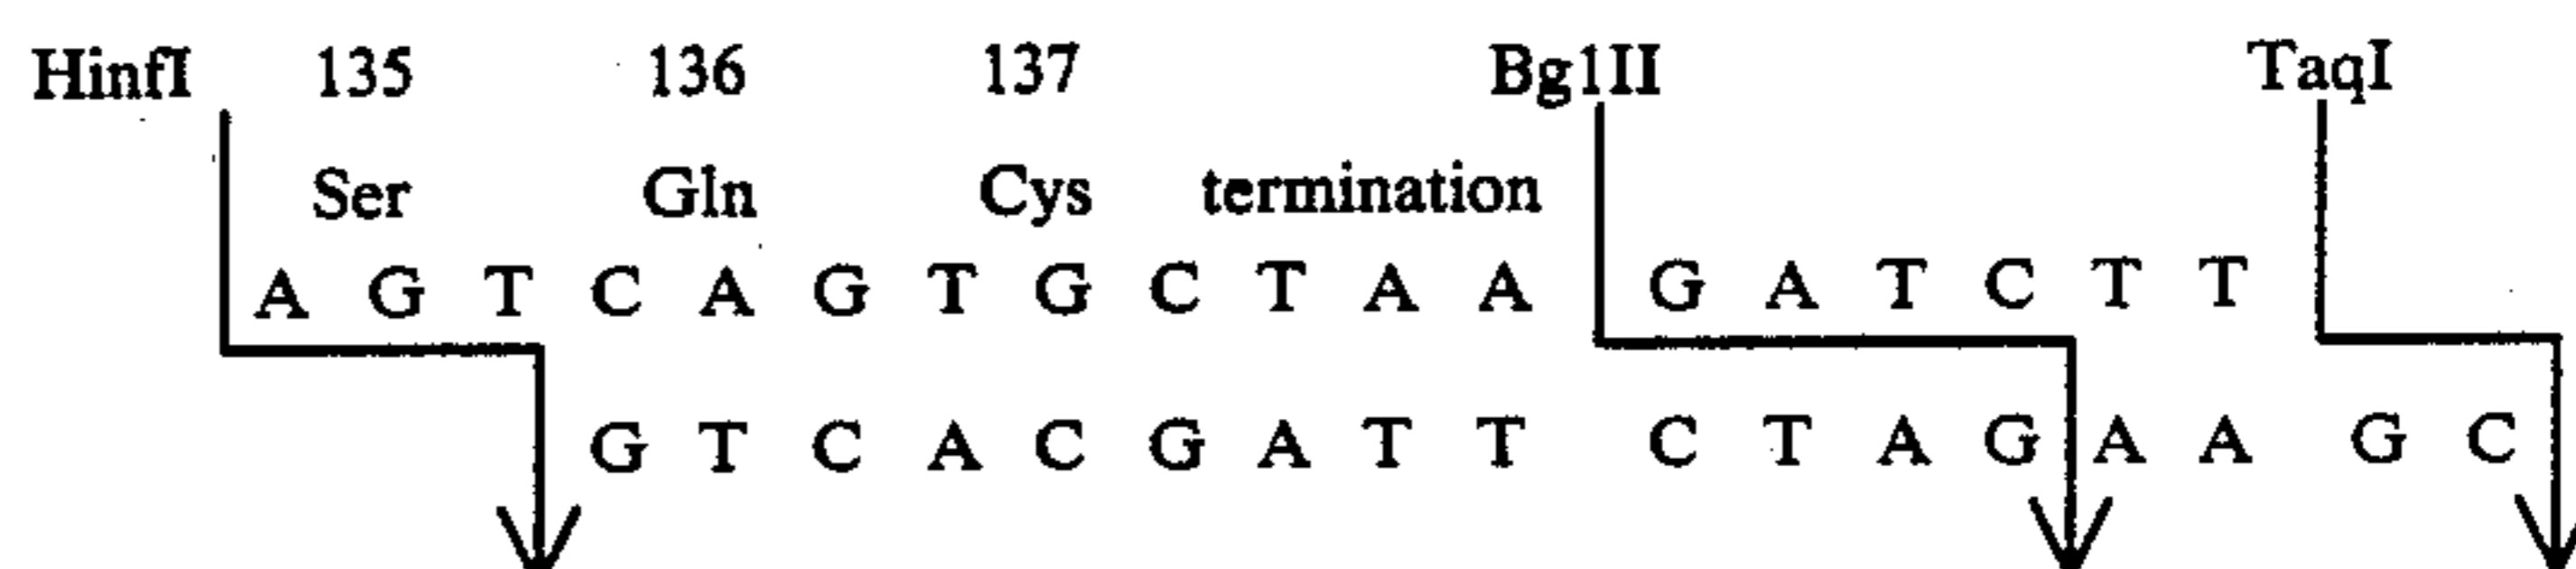 HinfI 135 136 137 Bg1II TaqI
Ser Gln Cys termination
A G T C A G T G C T A A G A T C T T
G T C A C G A T T C T A G A A G C